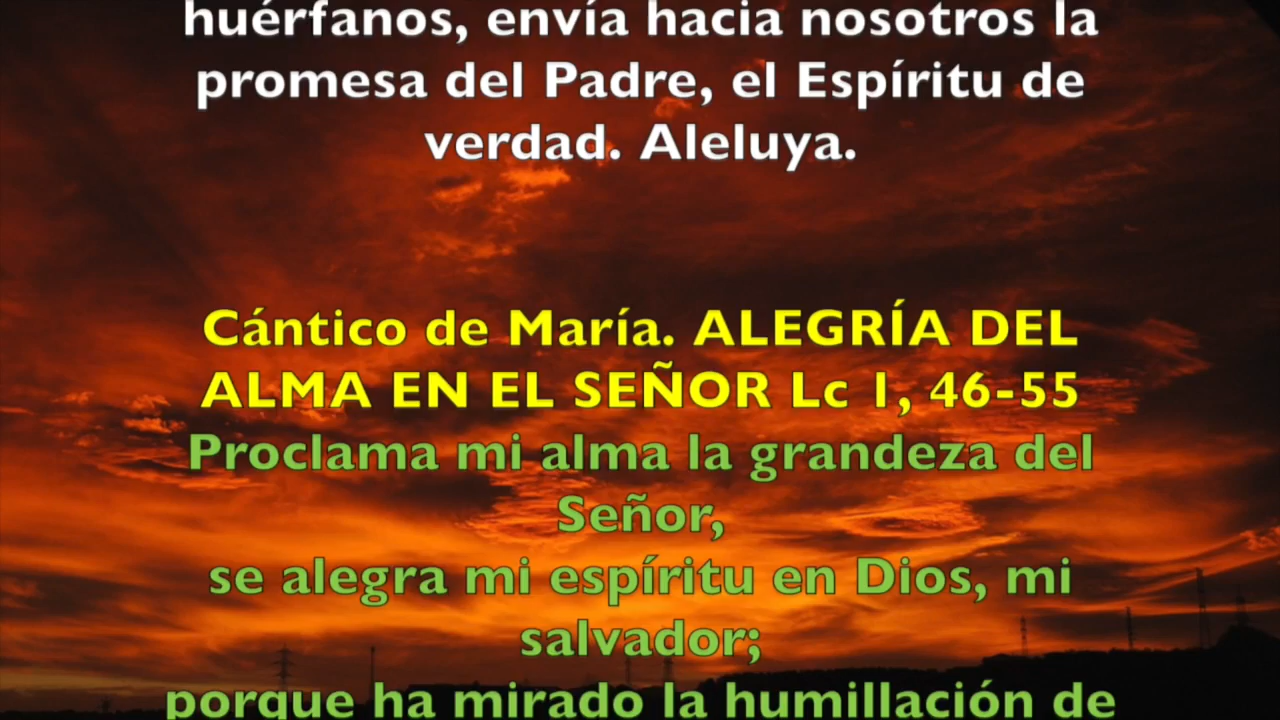 huérfanos, envía hacia nosotros la
promesa del Padre, el Espíritu de
verdad. Aleluya.
Cántico de María. ALEGRÍA DEL
ALMA EN EL SEÑOR Lc 1, 46-55
Proclama mi alma la grandeza del
Señor,
se alegra mi espíritu en Dios, mi
salvador;
porque ha mirado la humillación de